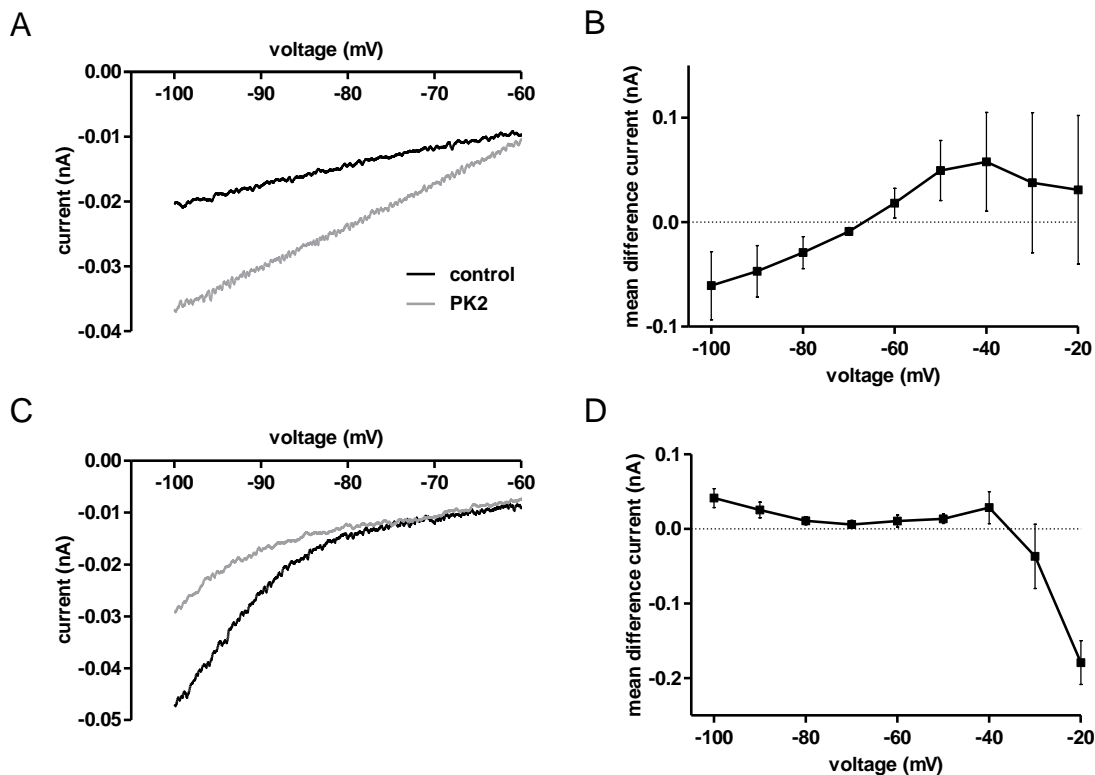 A
voltage (mV)
0.00
-100 -90 -80 -70 -60
-0.01
-0.02
-0.03
-0.04
current (nA)
control
PK2
B
0.1
0.0
-0.1
mean difference current (nA)
-100 -80 -60 -40 -20
voltage (mV)
C
voltage (mV)
0.00
-100 -90 -80 -70 -60
-0.01
-0.02
-0.03
-0.04
-0.05
current (nA)
D
0.1
0.0
-0.1
-0.2
mean difference current (nA)
-100 -80 -60 -40 -20
voltage (mV)